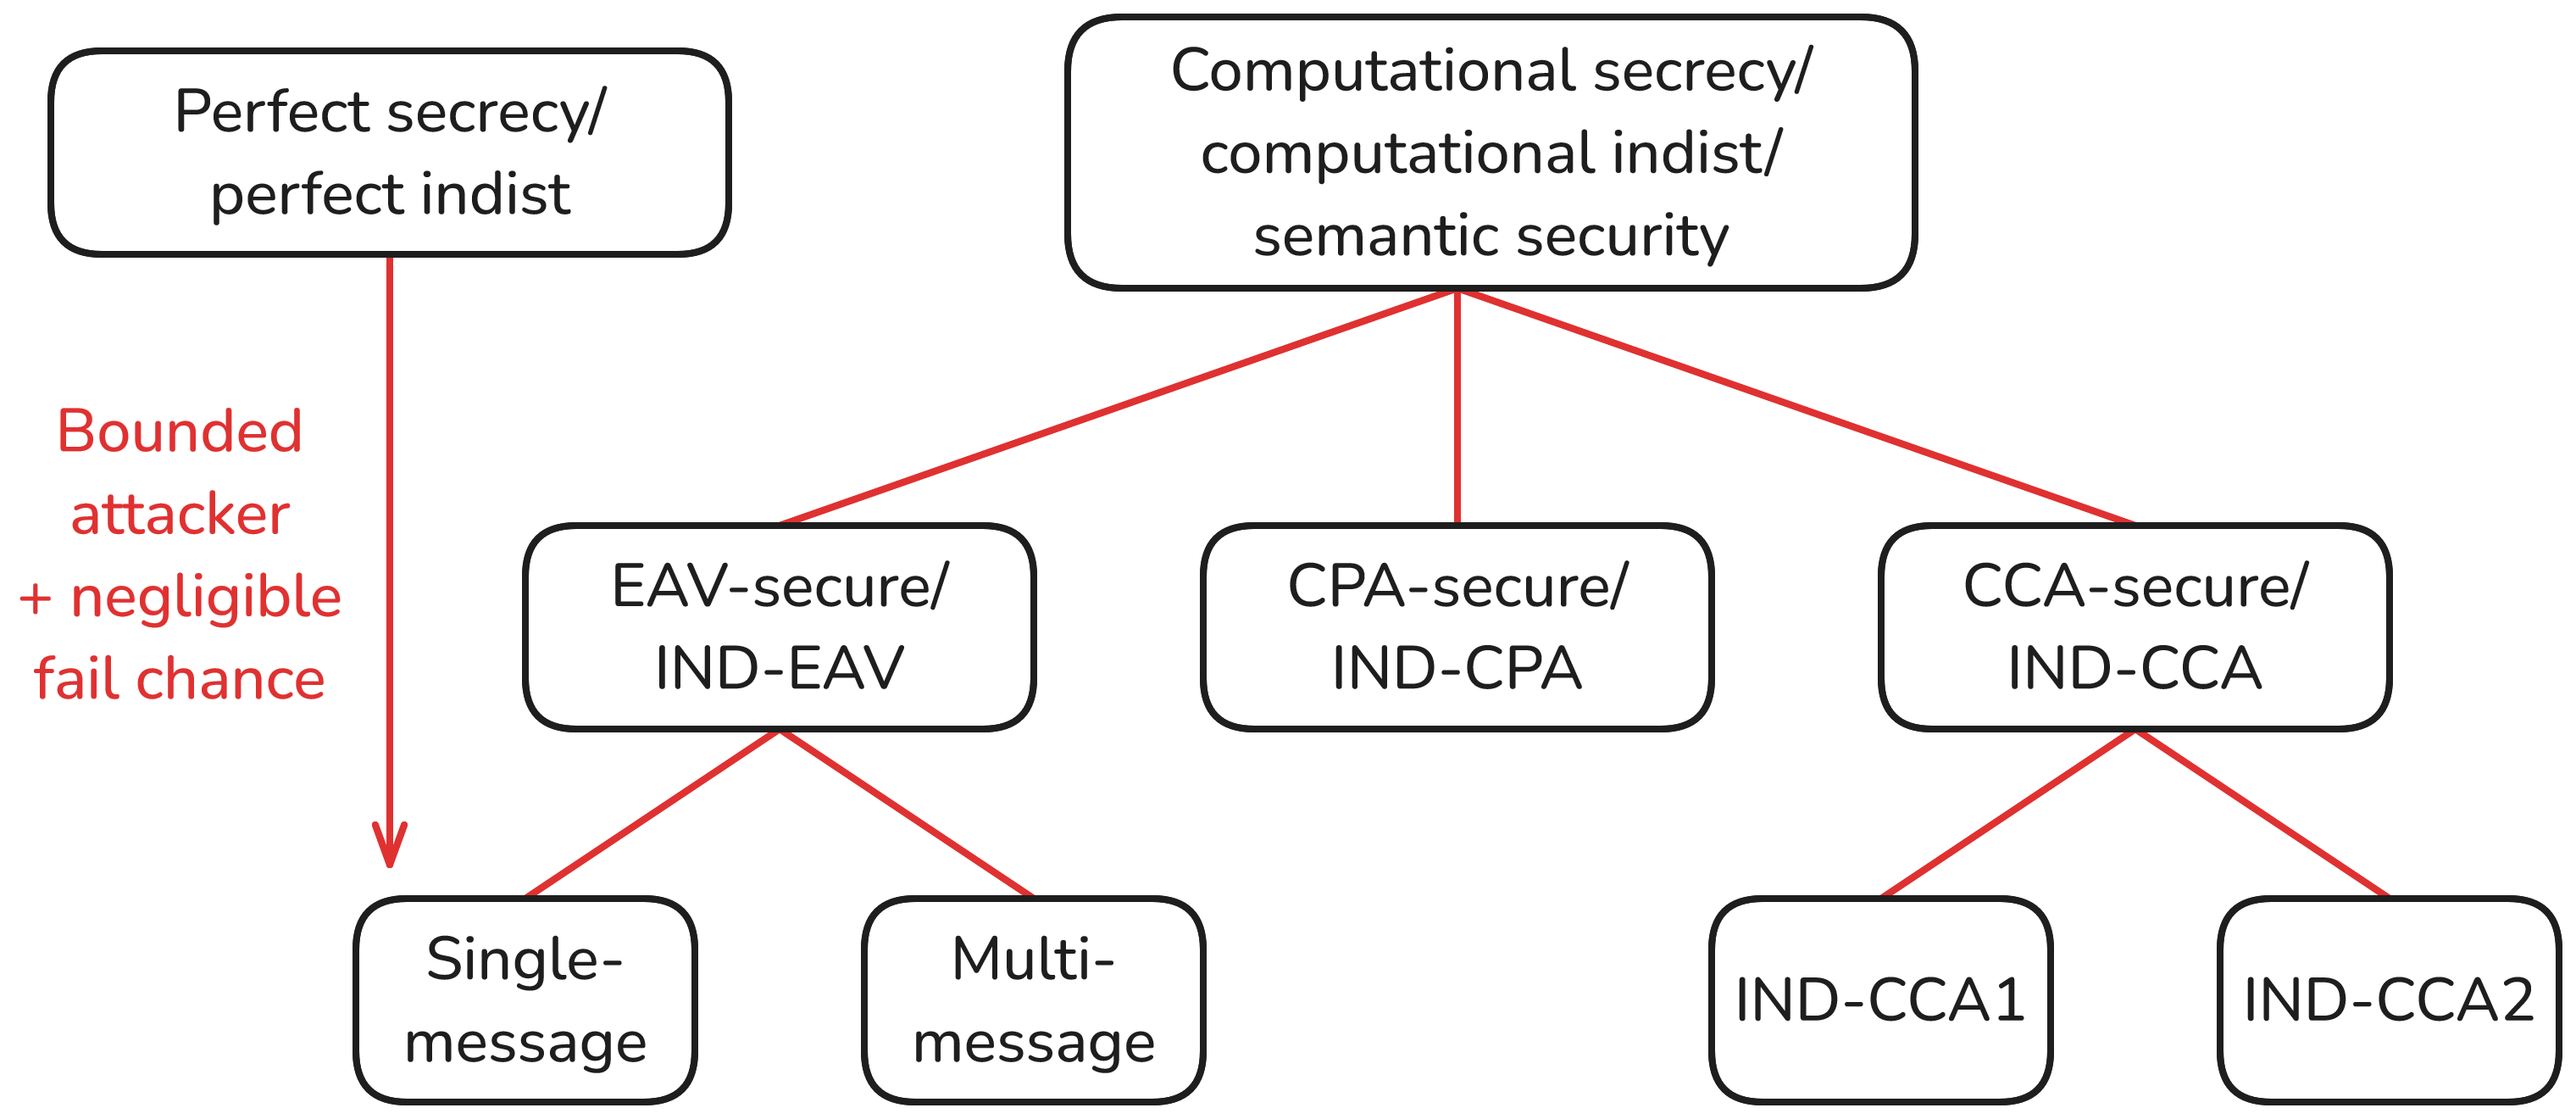 Perfect secrecy/
perfect indist
Computational secrecy/
computational indist/
semantic security
Bounded
attacker
+ negligible
fail chance
EAV-secure/
IND-EAV
CPA-secure/
IND-CPA
CCA-secure/
IND-CCA
Single-
message
Multi-
message
IND-CCA1
IND-CCA2